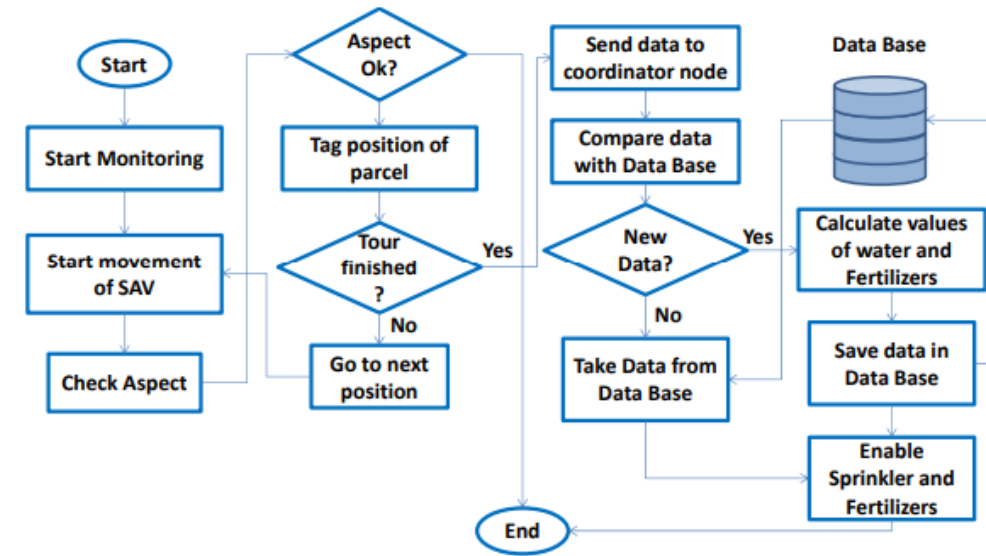 Start
Start Monitoring
Start movement
of SAV
Check Aspect
Aspect
Ok?
Tag position of
parcel
Tour
finished
?
Yes
No
Go to next
position
Send data to
coordinator node
Compare data
with Data Base
New
Data?
Yes
No
Take Data from
Data Base
Data Base
Calculate values
of water and
Fertilizers
Save data in
Data Base
Enable
Sprinkler and
Fertilizers
End